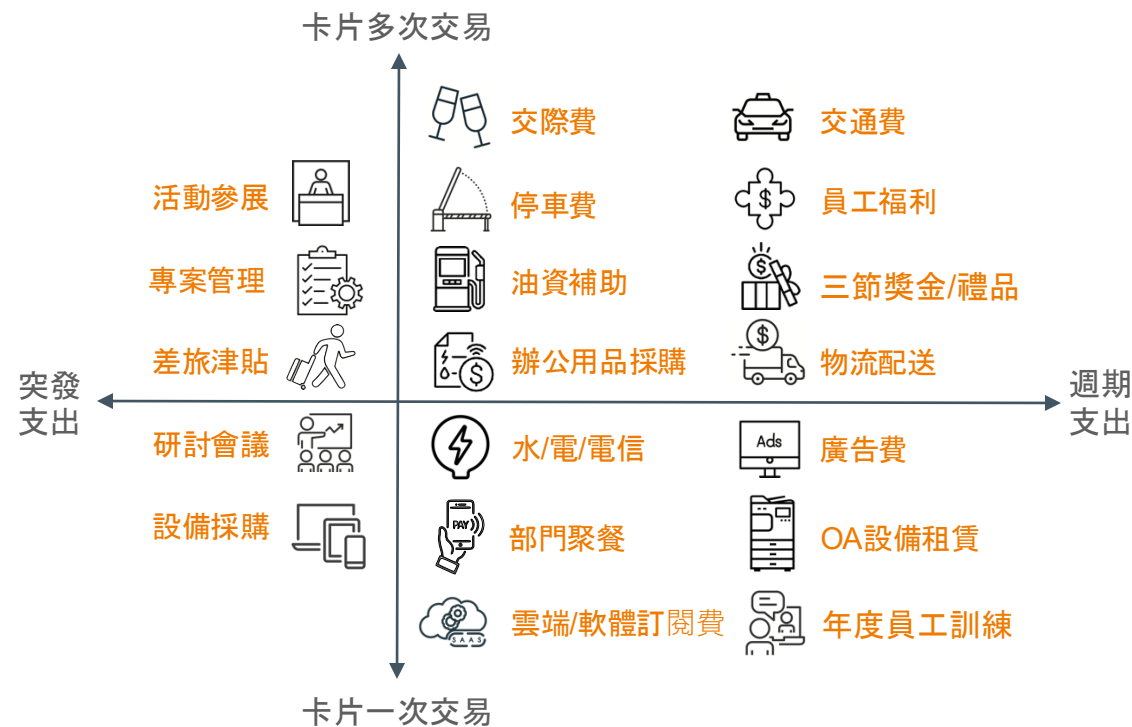 卡片多次交易
交際費
交通費
活動參展
停車費
員工福利
專案管理
油資補助
三節獎金/禮品
差旅津貼
辦公用品採購
物流配送
突發
支出
週期
支出
研討會議
水/電/電信
Ads
廣告費
設備採購
PAY
部門聚餐
OA設備租賃
雲端/軟體訂閱費
SAAS
年度員工訓練
卡片一次交易